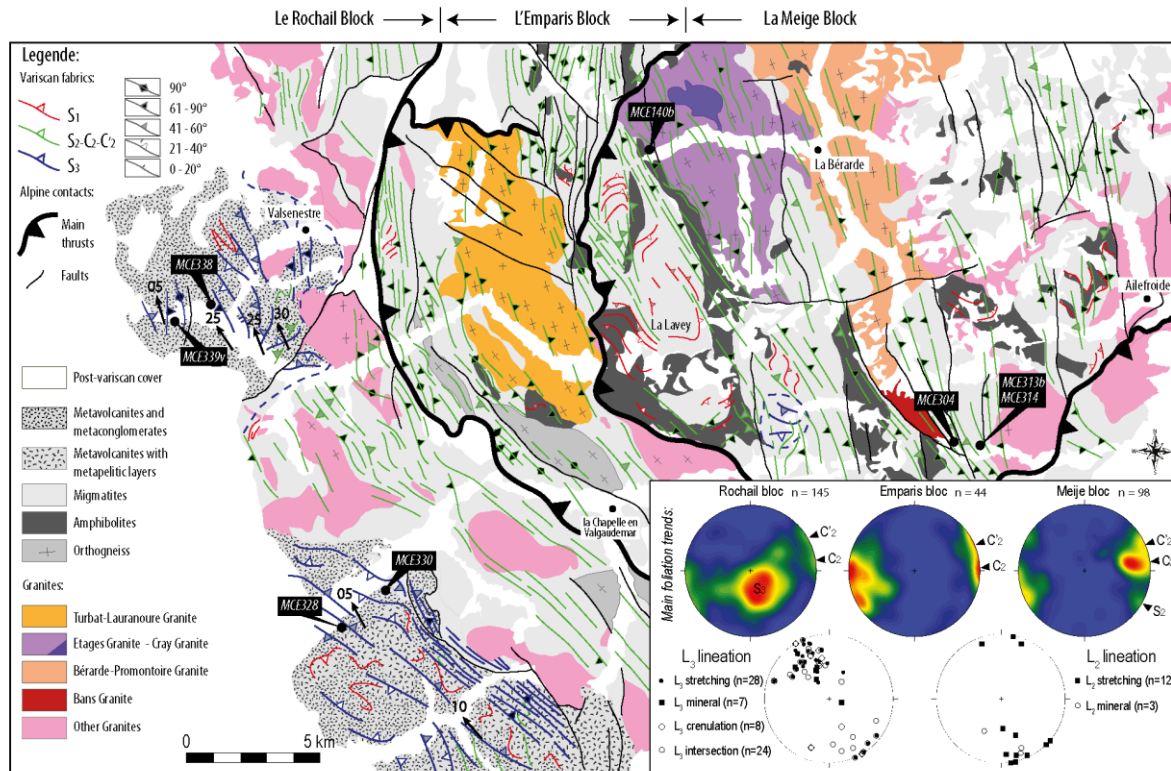 Le Rochail Block
L'Emparis Block
La Meige Block
Legende:
Variscan fabrics:
S1
S2-C2-C'2
S3
90°
61 - 90°
41 - 60°
21 - 40°
0 - 20°
Alpine contacts:
Main thrusts
Faults
Post-variscan cover
Metavolcanites and
metaconglomerates
Metavolcanites with
metapelitic layers
Migmatites
Amphibolites
Orthogneiss
Granites:
Turbat-Lauranoure Granite
Etages Granite - Cray Granite
Bérarde-Promontoire Granite
Bans Granite
Other Granites
0
5 km
Valsenestre
MCE338
MCE339v
05
25
25
30
MCE140b
La Bérarde
La Lavey
Ailefroide
MCE304
MCE313b
MCE314
la Chapelle en
Valgaudemar
MCE330
MCE328
05
10
Main foliation trends:
Rochail bloc n = 145
Emparis bloc n = 44
Meije bloc n = 98
S3
C'2
C2
C'2
C2
C'2
C2
S2
L3 lineation
L3 stretching (n=28)
L3 mineral (n=7)
L3 crenulation (n=8)
L3 intersection (n=24)
L2 lineation
L2 stretching (n=12)
L2 mineral (n=3)